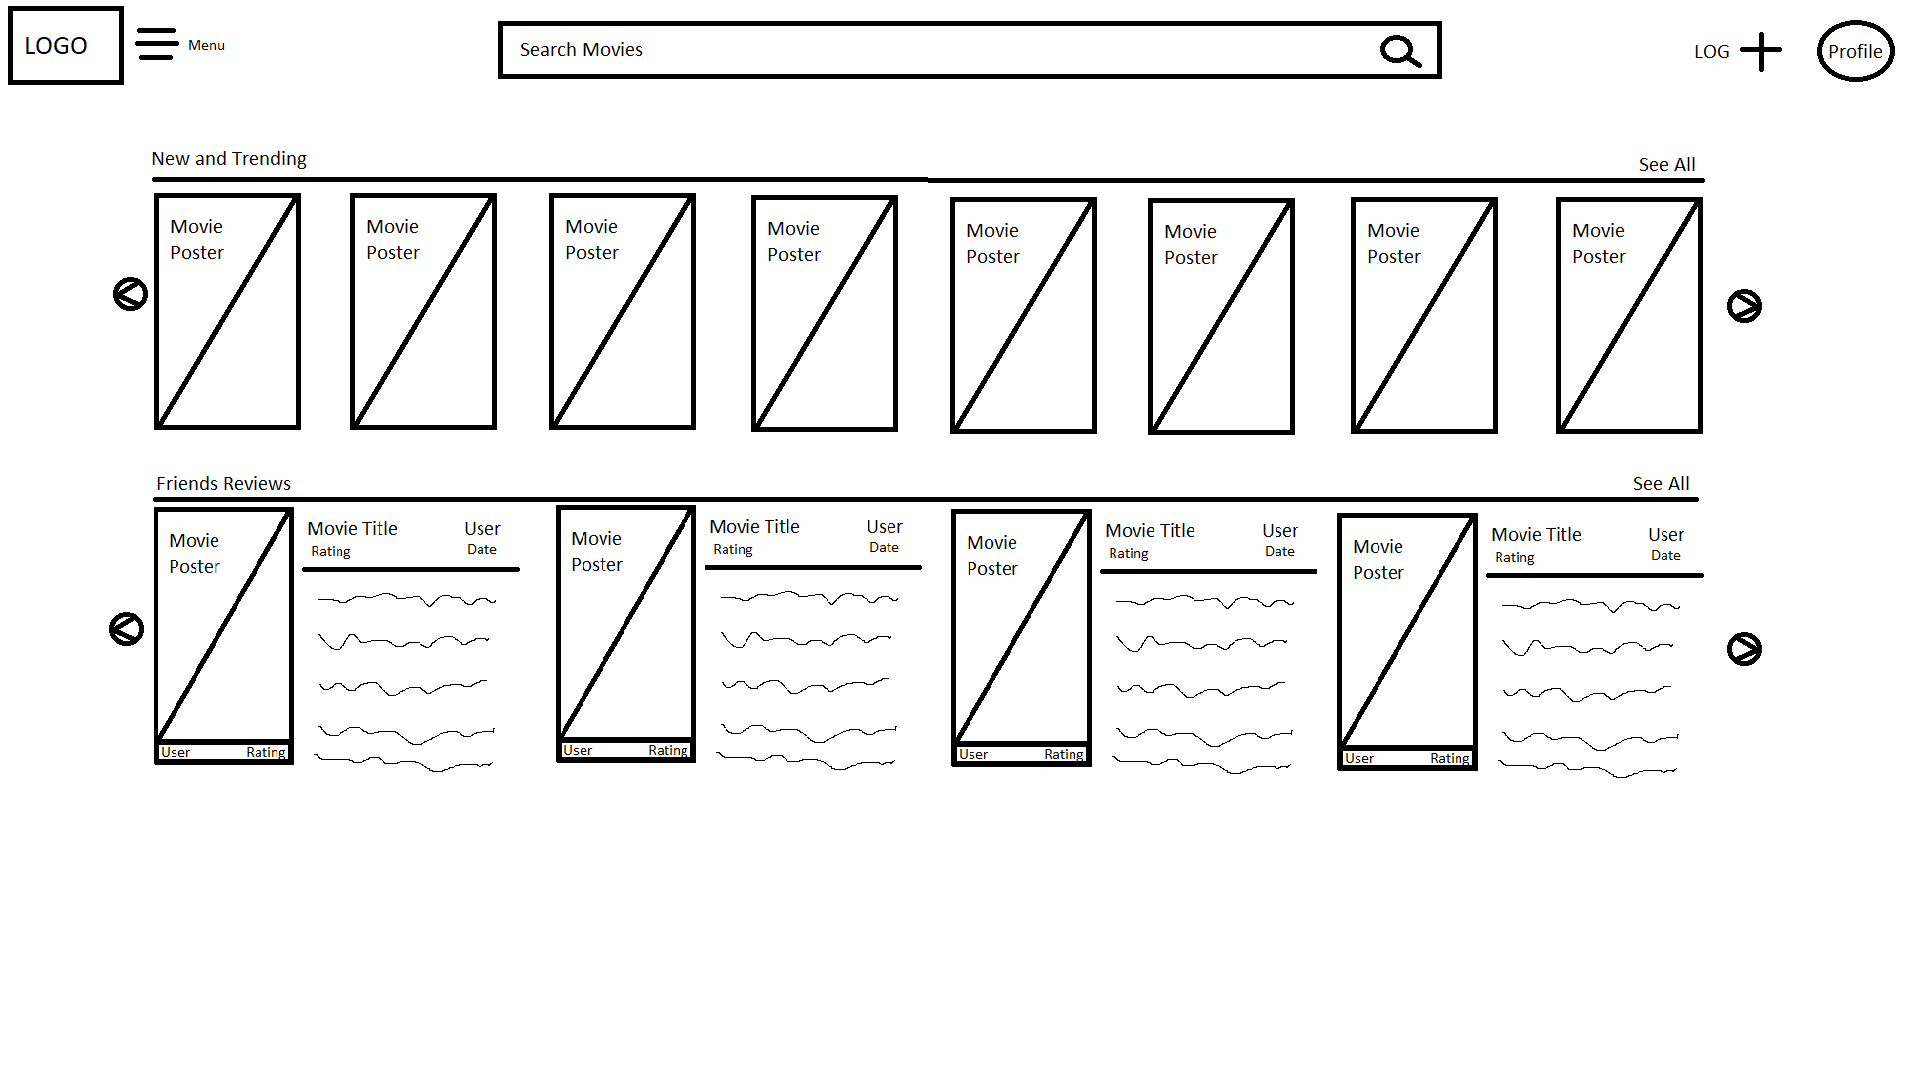 LOGO
Menu
Search Movies
LOG
Profile
New and Trending
See All
Movie
Poster
Movie
Poster
Movie
Poster
Movie
Poster
Movie
Poster
Movie
Poster
Movie
Poster
Movie
Poster
Friends Reviews
See All
Movie
Poster
User Rating
Movie Title User
Rating Date
Movie
Poster
User Rating
Movie Title User
Rating Date
Movie
Poster
User Rating
Movie Title User
Rating Date
Movie
Poster
User Rating
Movie Title User
Rating Date